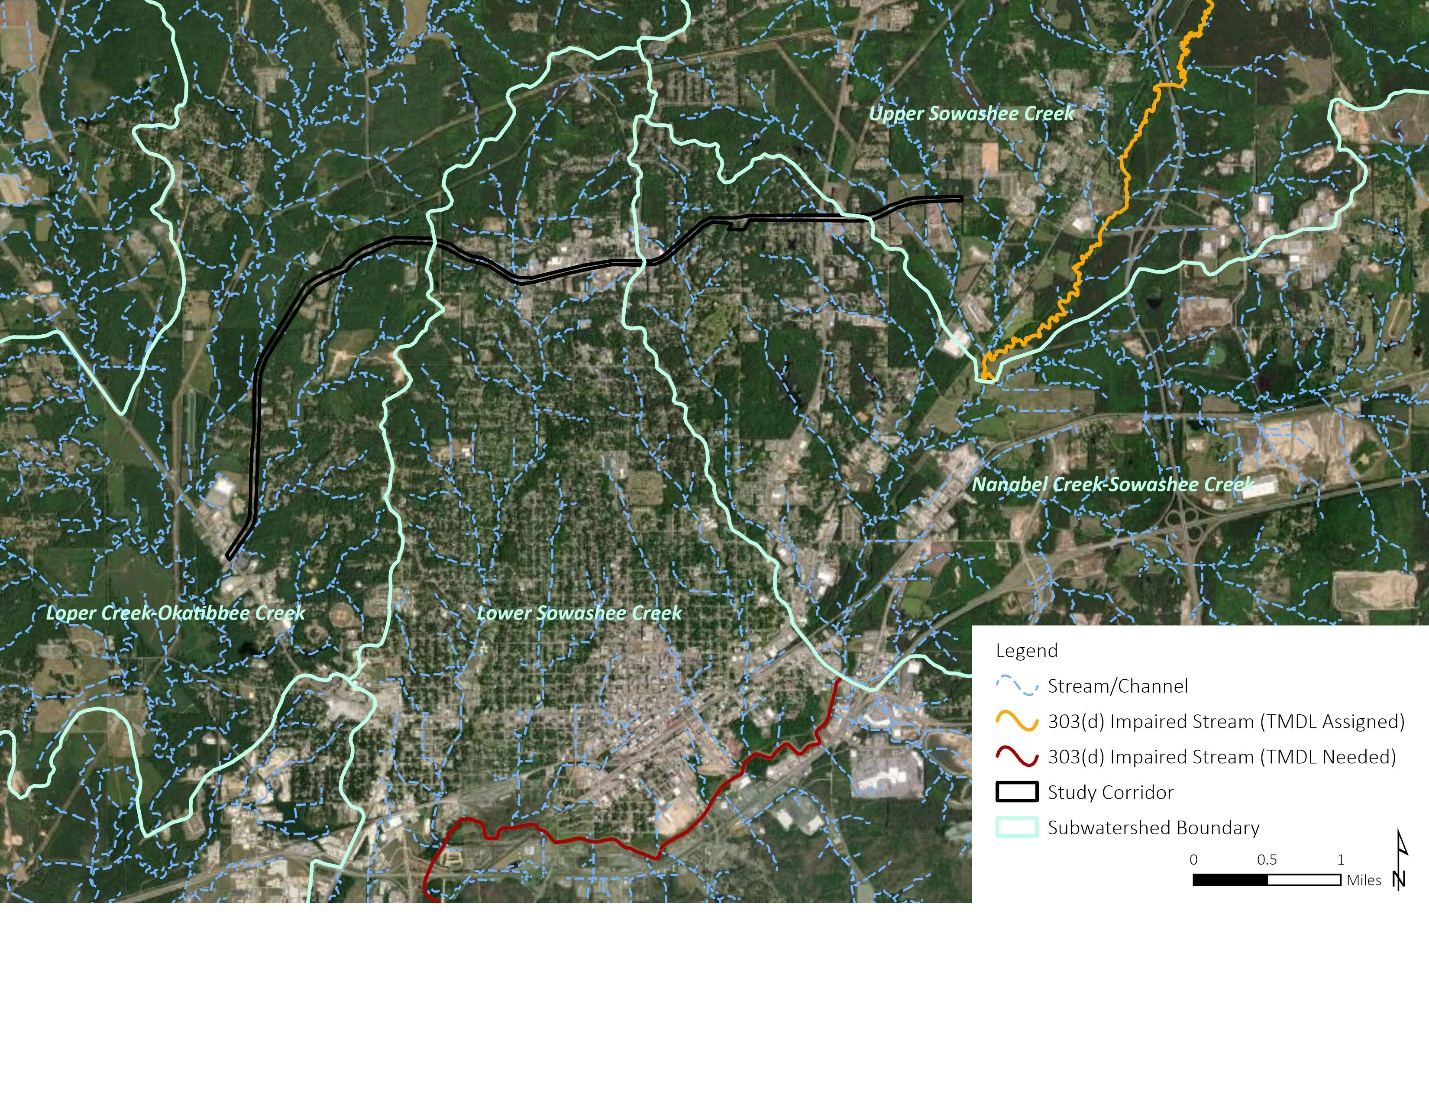 Upper Sowashee Creek
Nanabel Creek-Sowashee Creek
Loper Creek-Okatibbee Creek
Lower Sowashee Creek
Legend
Stream/Channel
303(d) Impaired Stream (TMDL Assigned)
303(d) Impaired Stream (TMDL Needed)
Study Corridor
Subwatershed Boundary
0 0.5 1
Miles
N